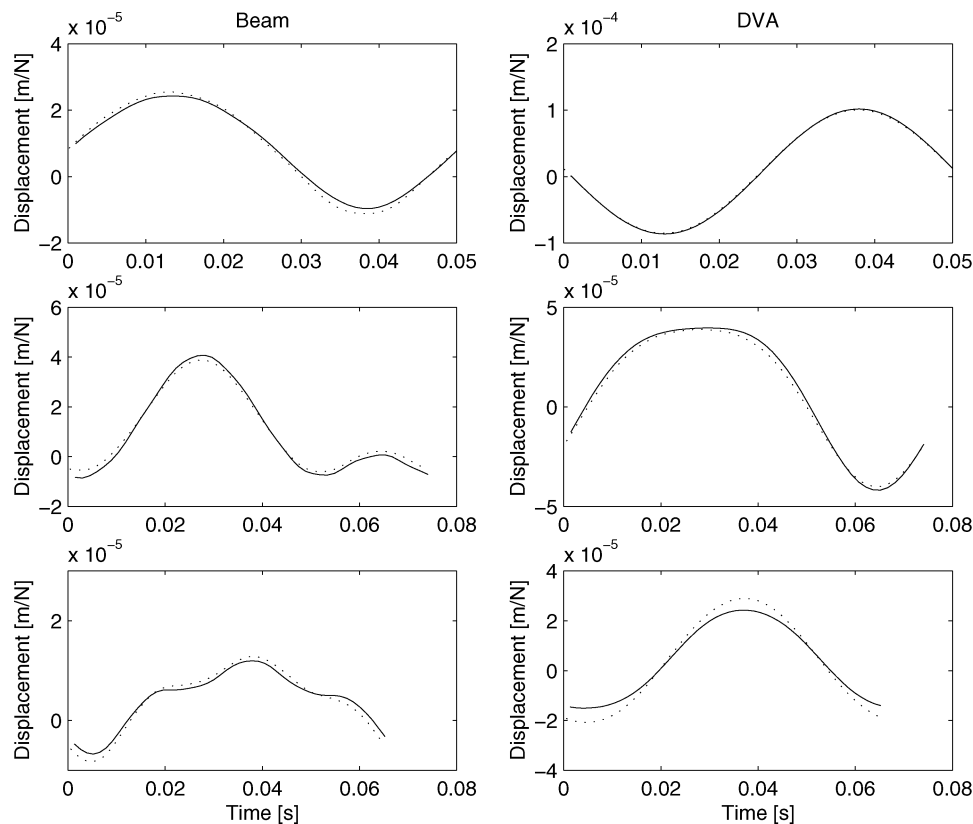 Beam
x 10⁻⁵
Displacement [m/N]
4
2
0
−2
0 0.01 0.02 0.03 0.04 0.05
DVA
x 10⁻⁴
Displacement [m/N]
2
1
0
−1
0 0.01 0.02 0.03 0.04 0.05
x 10⁻⁵
Displacement [m/N]
6
4
2
0
−2
0 0.02 0.04 0.06 0.08
x 10⁻⁵
Displacement [m/N]
5
0
−5
0 0.02 0.04 0.06 0.08
x 10⁻⁵
Displacement [m/N]
2
0
0 0.02 0.04 0.06 0.08
Time [s]
x 10⁻⁵
Displacement [m/N]
4
2
0
−2
−4
0 0.02 0.04 0.06 0.08
Time [s]